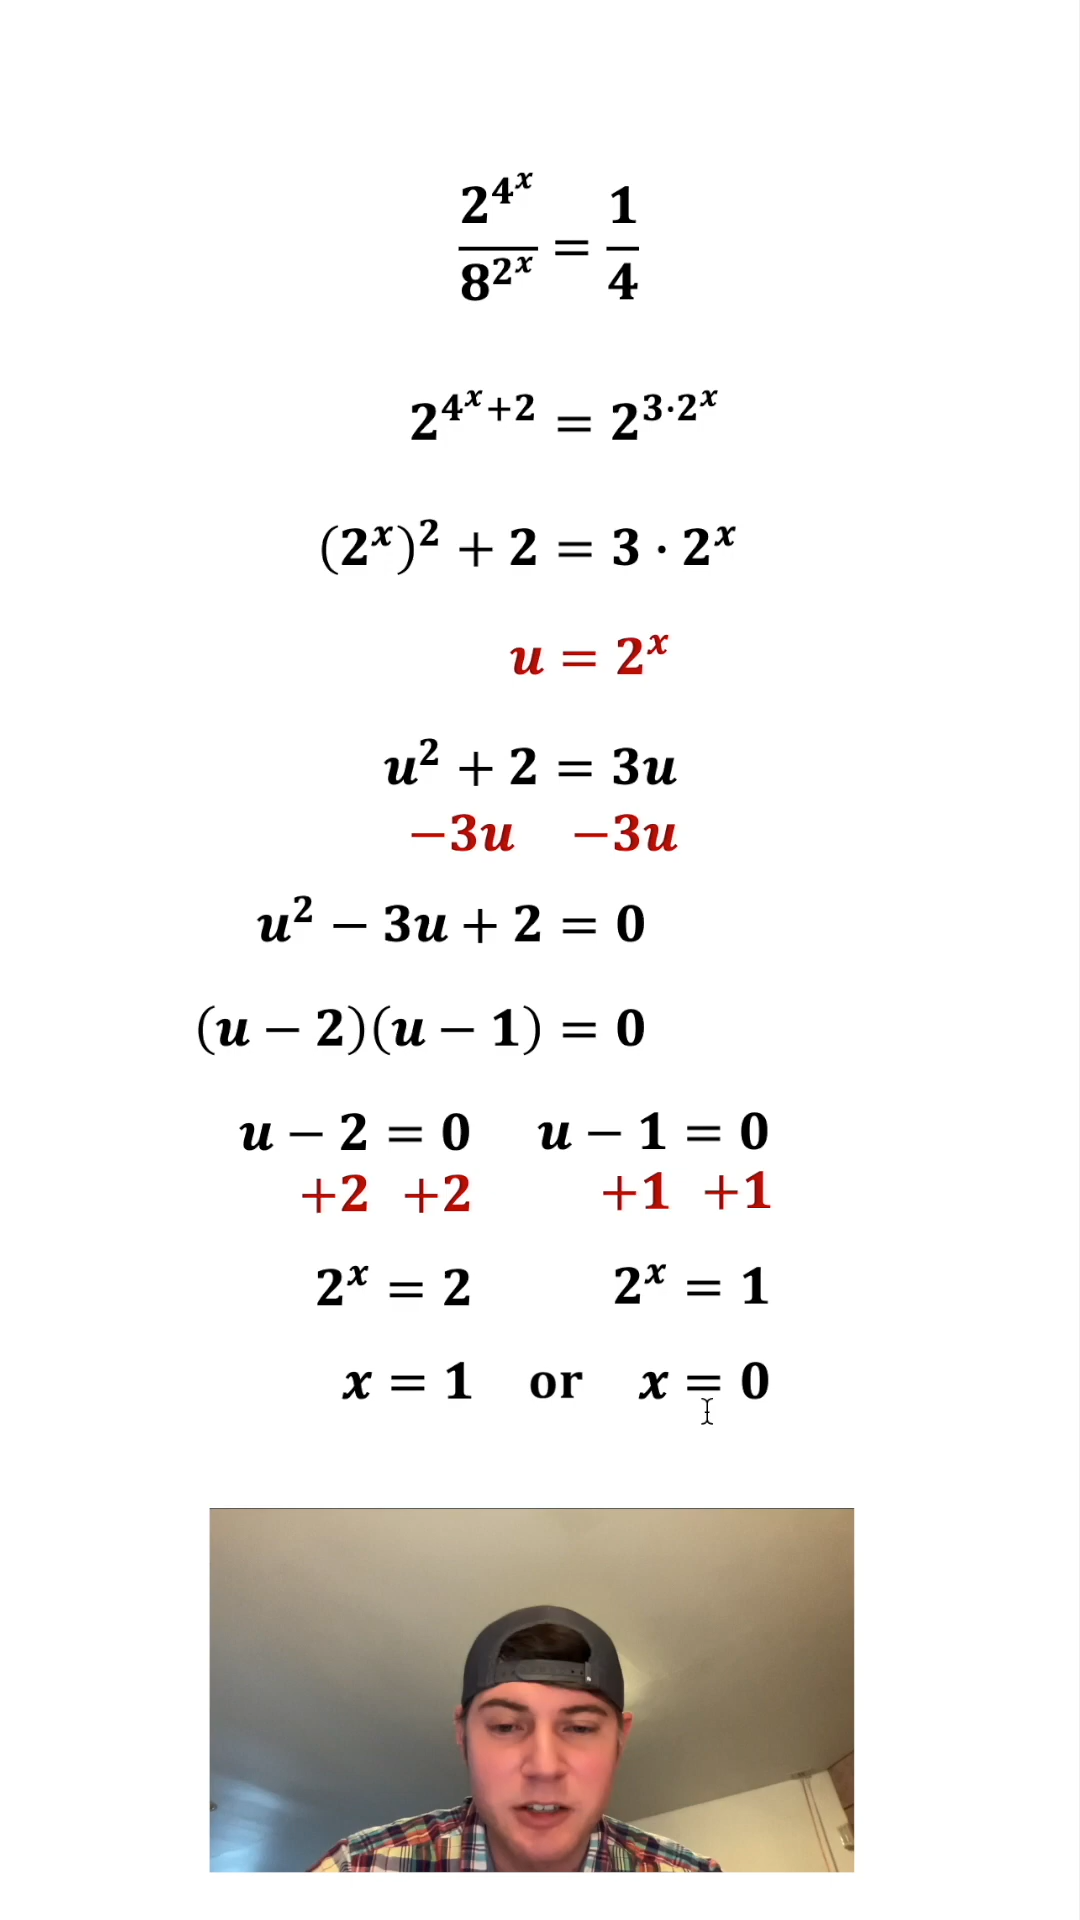 2^{4^x} / 8^{2^x} = 1/4
2^{4^x+2} = 2^{3·2^x}
(2^x)^2 + 2 = 3 · 2^x
u = 2^x
u^2 + 2 = 3u
−3u −3u
u^2 − 3u + 2 = 0
(u − 2)(u − 1) = 0
u − 2 = 0 u − 1 = 0
+2 +2 +1 +1
2^x = 2 2^x = 1
x = 1 or x = 0